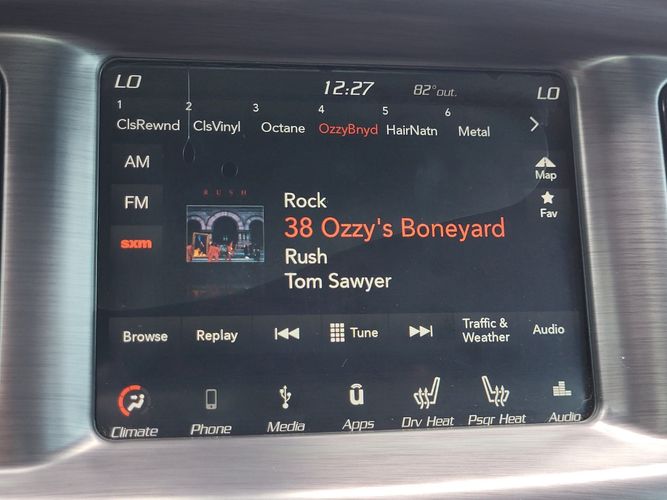 LO 12:27 82°out. LO
1 2 3 4 5 6
ClsRewnd ClsVinyl Octane OzzyBnyd HairNatn Metal
AM
Map
FM
Fav
sxm
RUSH
Rock
38 Ozzy's Boneyard
Rush
Tom Sawyer
Browse Replay Tune Traffic & Weather Audio
Climate Phone Media Apps Drv Heat Psgr Heat Audio